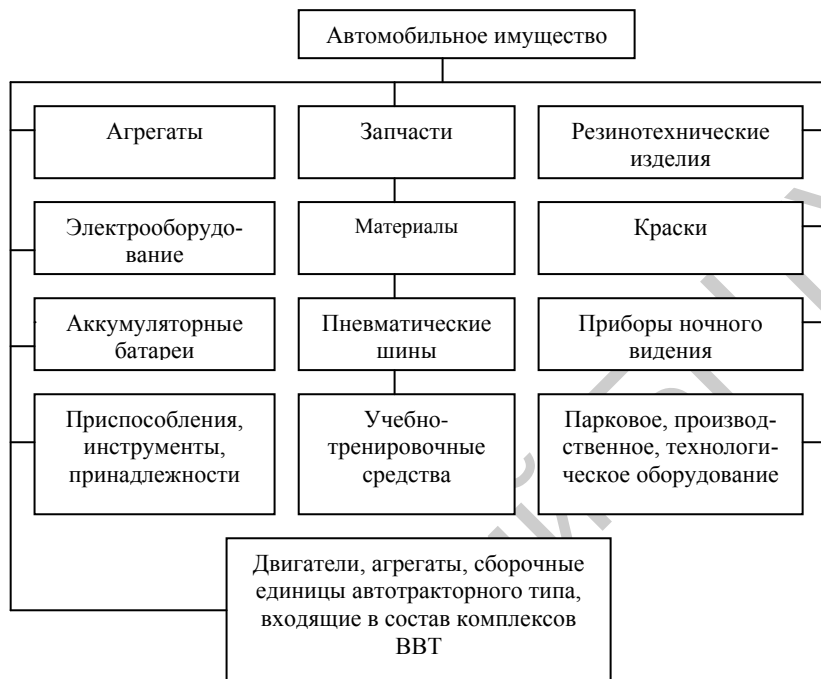 Автомобильное имущество
Агрегаты
Запчасти
Резинотехнические
изделия
Электрооборудо-
вание
Материалы
Краски
Аккумуляторные
батареи
Пневматические
шины
Приборы ночного
видения
Приспособления,
инструменты,
принадлежности
Учебно-
тренировочные
средства
Парковое, производ-
ственное, технологи-
ческое оборудование
Двигатели, агрегаты, сборочные
единицы автотракторного типа,
входящие в состав комплексов
ВВТ